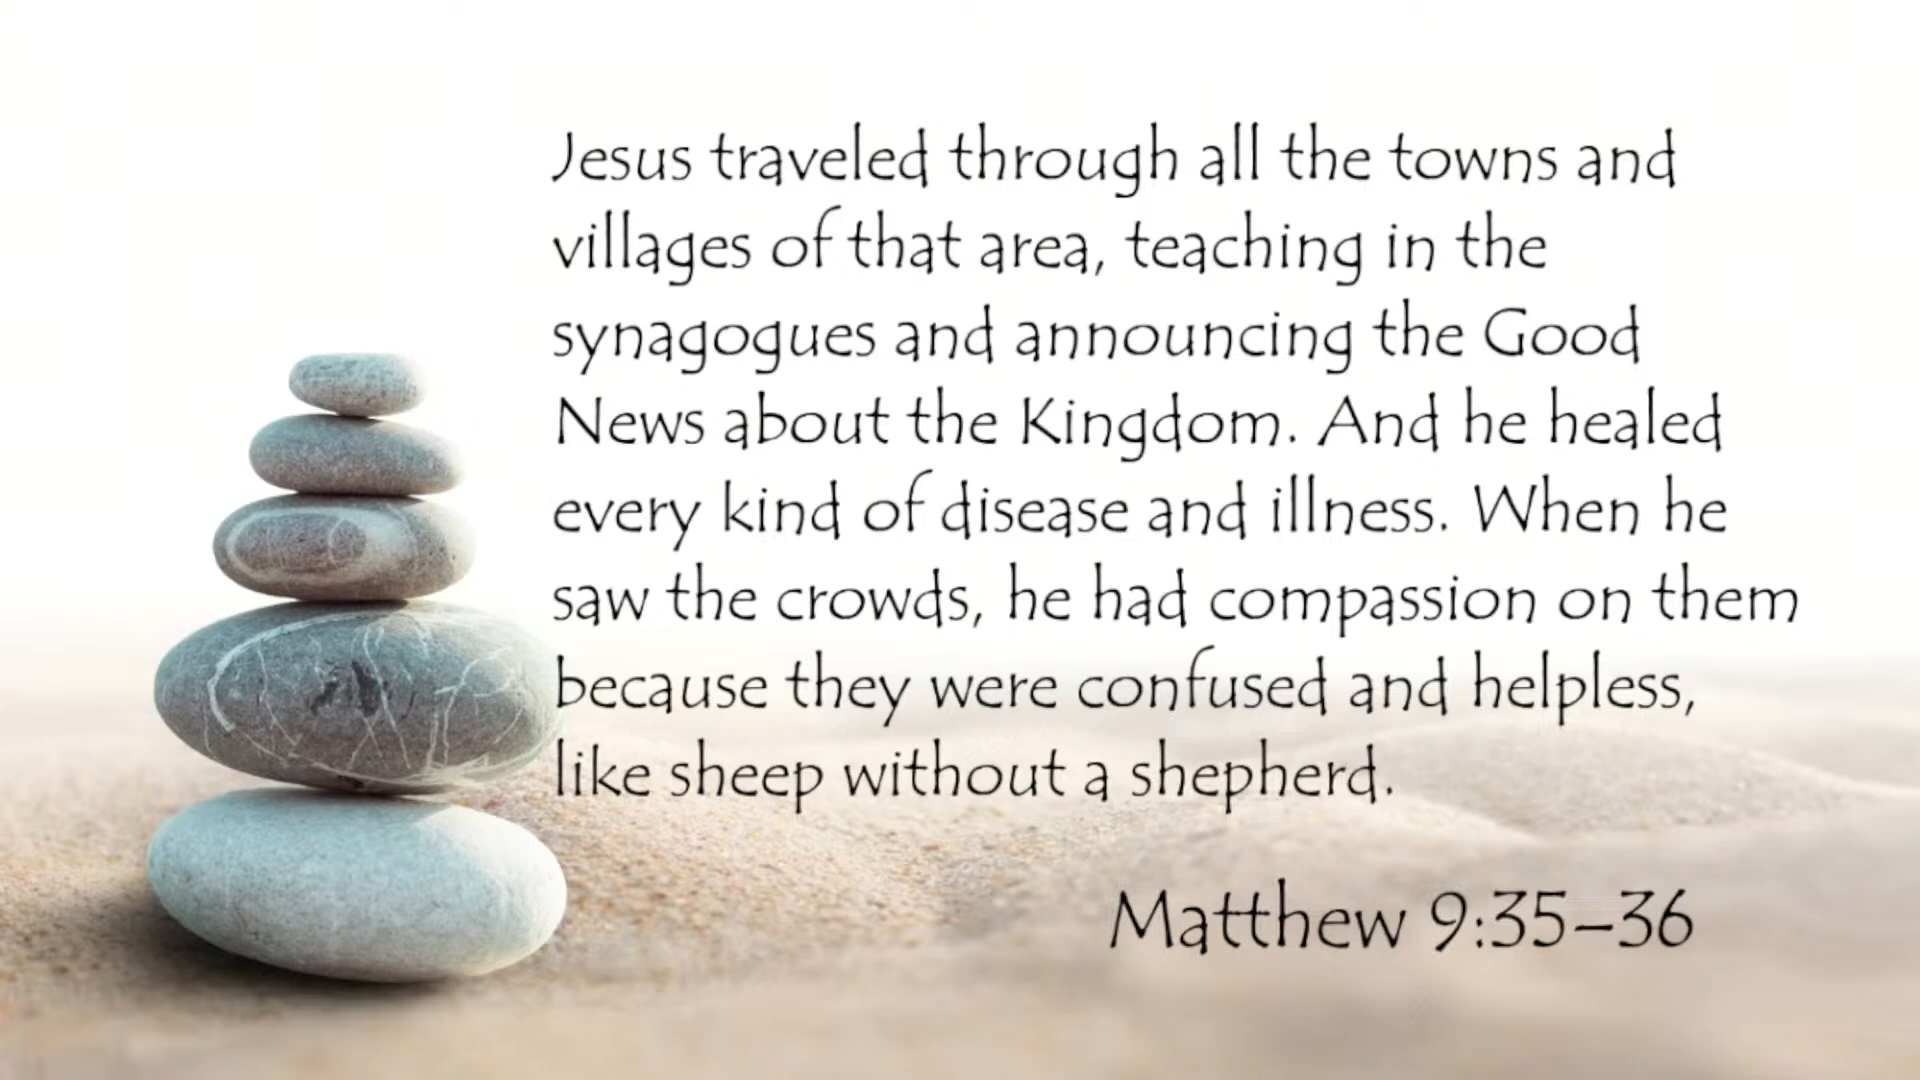 Jesus traveled through all the towns and
villages of that area, teaching in the
synagogues and announcing the Good
News about the Kingdom. And he healed
every kind of disease and illness. When he
saw the crowds, he had compassion on them
because they were confused and helpless,
like sheep without a shepherd.
Matthew 9:35–36